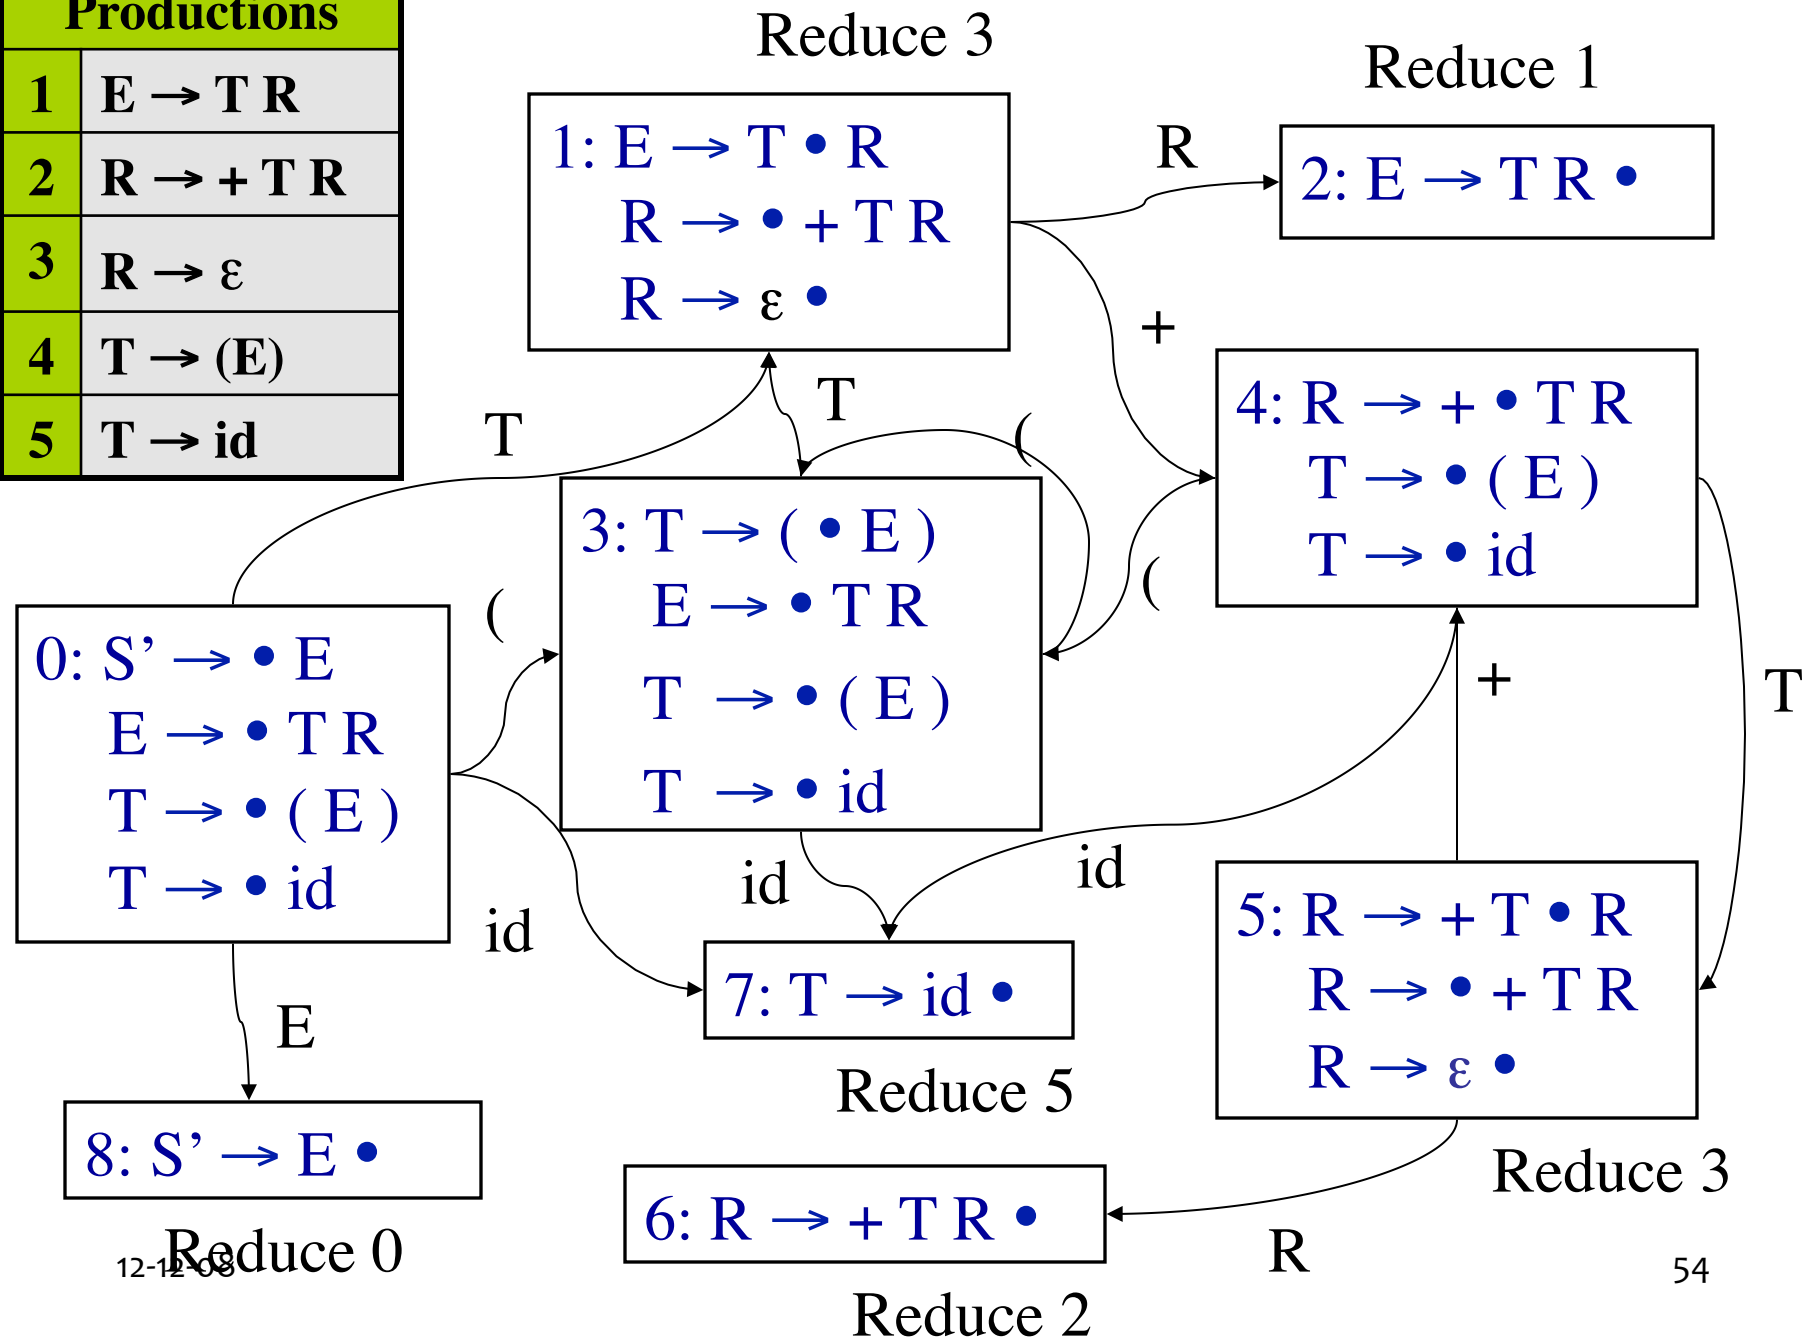 Productions
1 E → T R
2 R → + T R
3 R → ε
4 T → (E)
5 T → id
Reduce 3
1: E → T • R
R → • + T R
R → ε •
R
Reduce 1
2: E → T R •
+
T
T
(
4: R → + • T R
T → • ( E )
T → • id
(
3: T → ( • E )
E → • T R
T → • ( E )
T → • id
(
0: S’ → • E
E → • T R
T → • ( E )
T → • id
+
T
id
id
id
7: T → id •
Reduce 5
5: R → + T • R
R → • + T R
R → ε •
Reduce 3
E
8: S’ → E •
Reduce 0
6: R → + T R •
R
Reduce 2
12-12-08
54